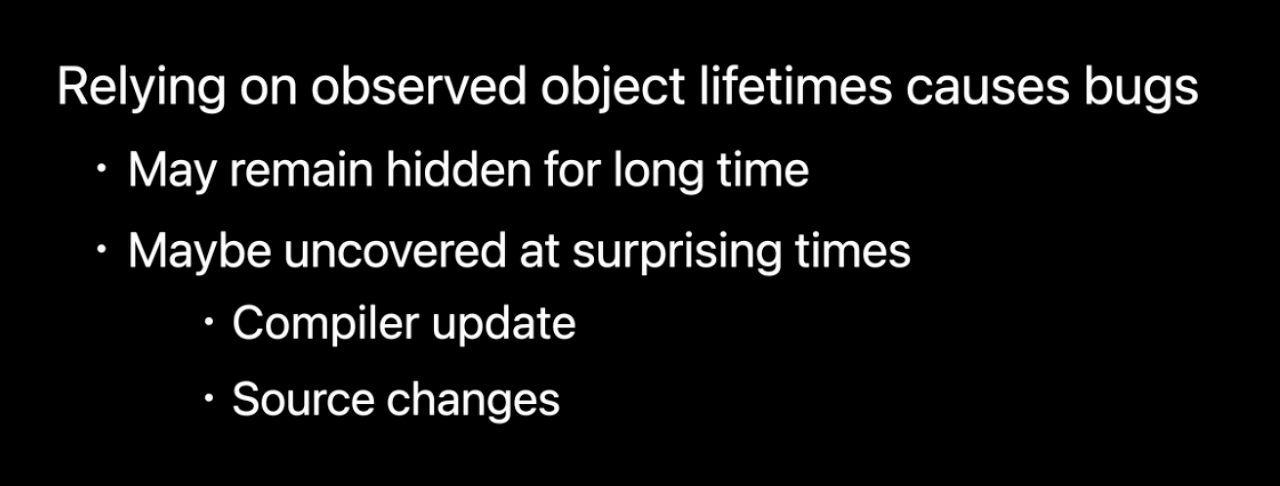 Relying on observed object lifetimes causes bugs
• May remain hidden for long time
• Maybe uncovered at surprising times
• Compiler update
• Source changes